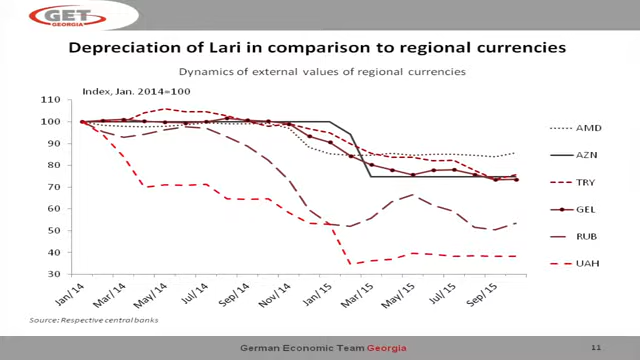 GET
GEORGIA
Depreciation of Lari in comparison to regional currencies
Dynamics of external values of regional currencies
Index, Jan. 2014=100
110
100
90
80
70
60
50
40
30
Jan/14
Mar/14
May/14
Jul/14
Sep/14
Nov/14
Jan/15
Mar/15
May/15
Jul/15
Sep/15
AMD
AZN
TRY
GEL
RUB
UAH
Source: Respective central banks
German Economic Team Georgia
11